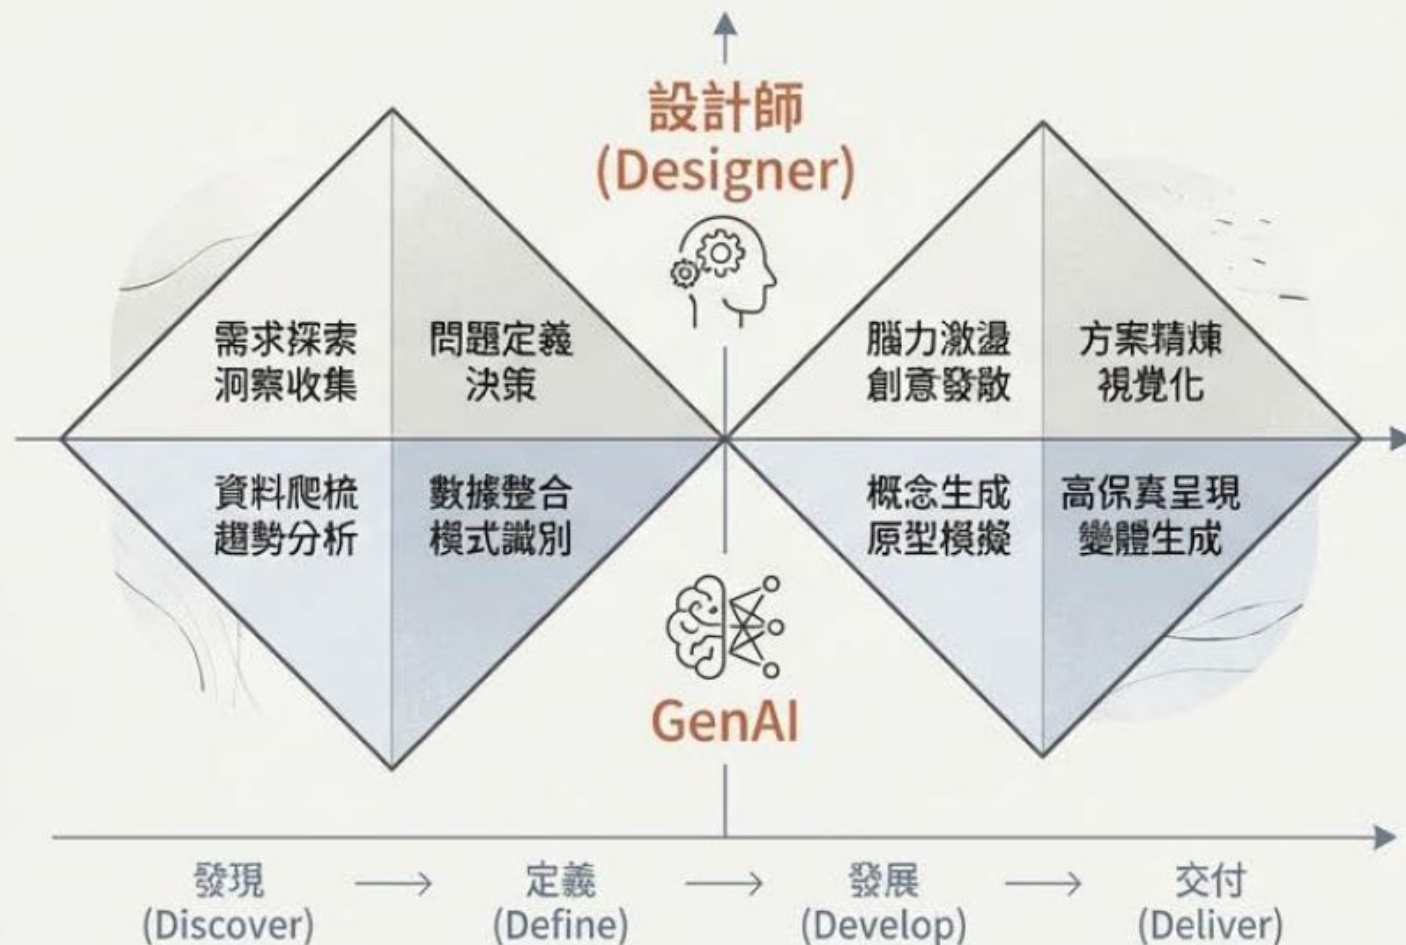 設計師
(Designer)
需求探索
洞察收集
問題定義
決策
腦力激盪
創意發散
方案精煉
視覺化
資料爬梳
趨勢分析
數據整合
模式識別
概念生成
原型模擬
高保真呈現
變體生成
GenAI
發現
(Discover)
定義
(Define)
發展
(Develop)
交付
(Deliver)